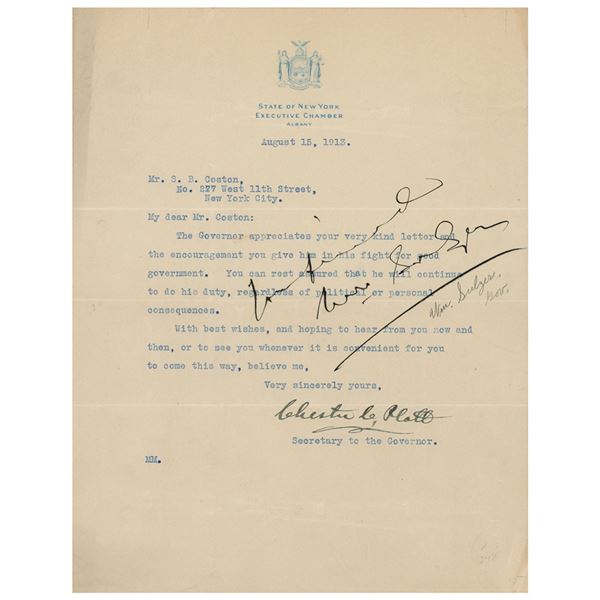 STATE OF NEW YORK
EXECUTIVE CHAMBER
ALBANY
August 15, 1913.
Mr. S. B. Coston,
No. 277 West 11th Street,
New York City.
My dear Mr. Coston:
The Governor appreciates your very kind letter and
the encouragement you give him in his fight for good
government. You can rest assured that he will continue
to do his duty, regardless of political or personal
consequences.
With best wishes, and hoping to hear from you now and
then, or to see you whenever it is convenient for you
to come this way, believe me,
Very sincerely yours,
Chester C. Platt
Secretary to the Governor.
MM.
Your friend
Wm. Sulzer
Wm. Sulzer.
Gov.